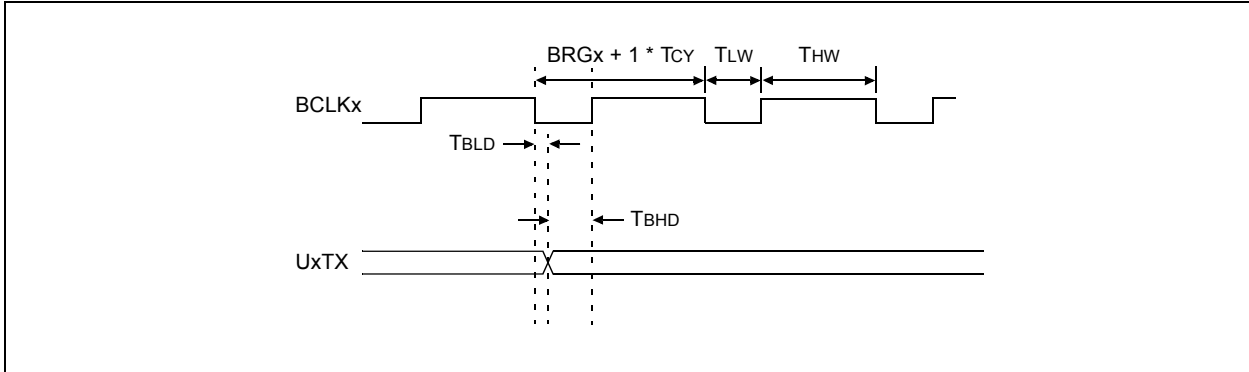 BRGx + 1 * TCY TLW THW
BCLKx
TBLD
TBHD
UxTX